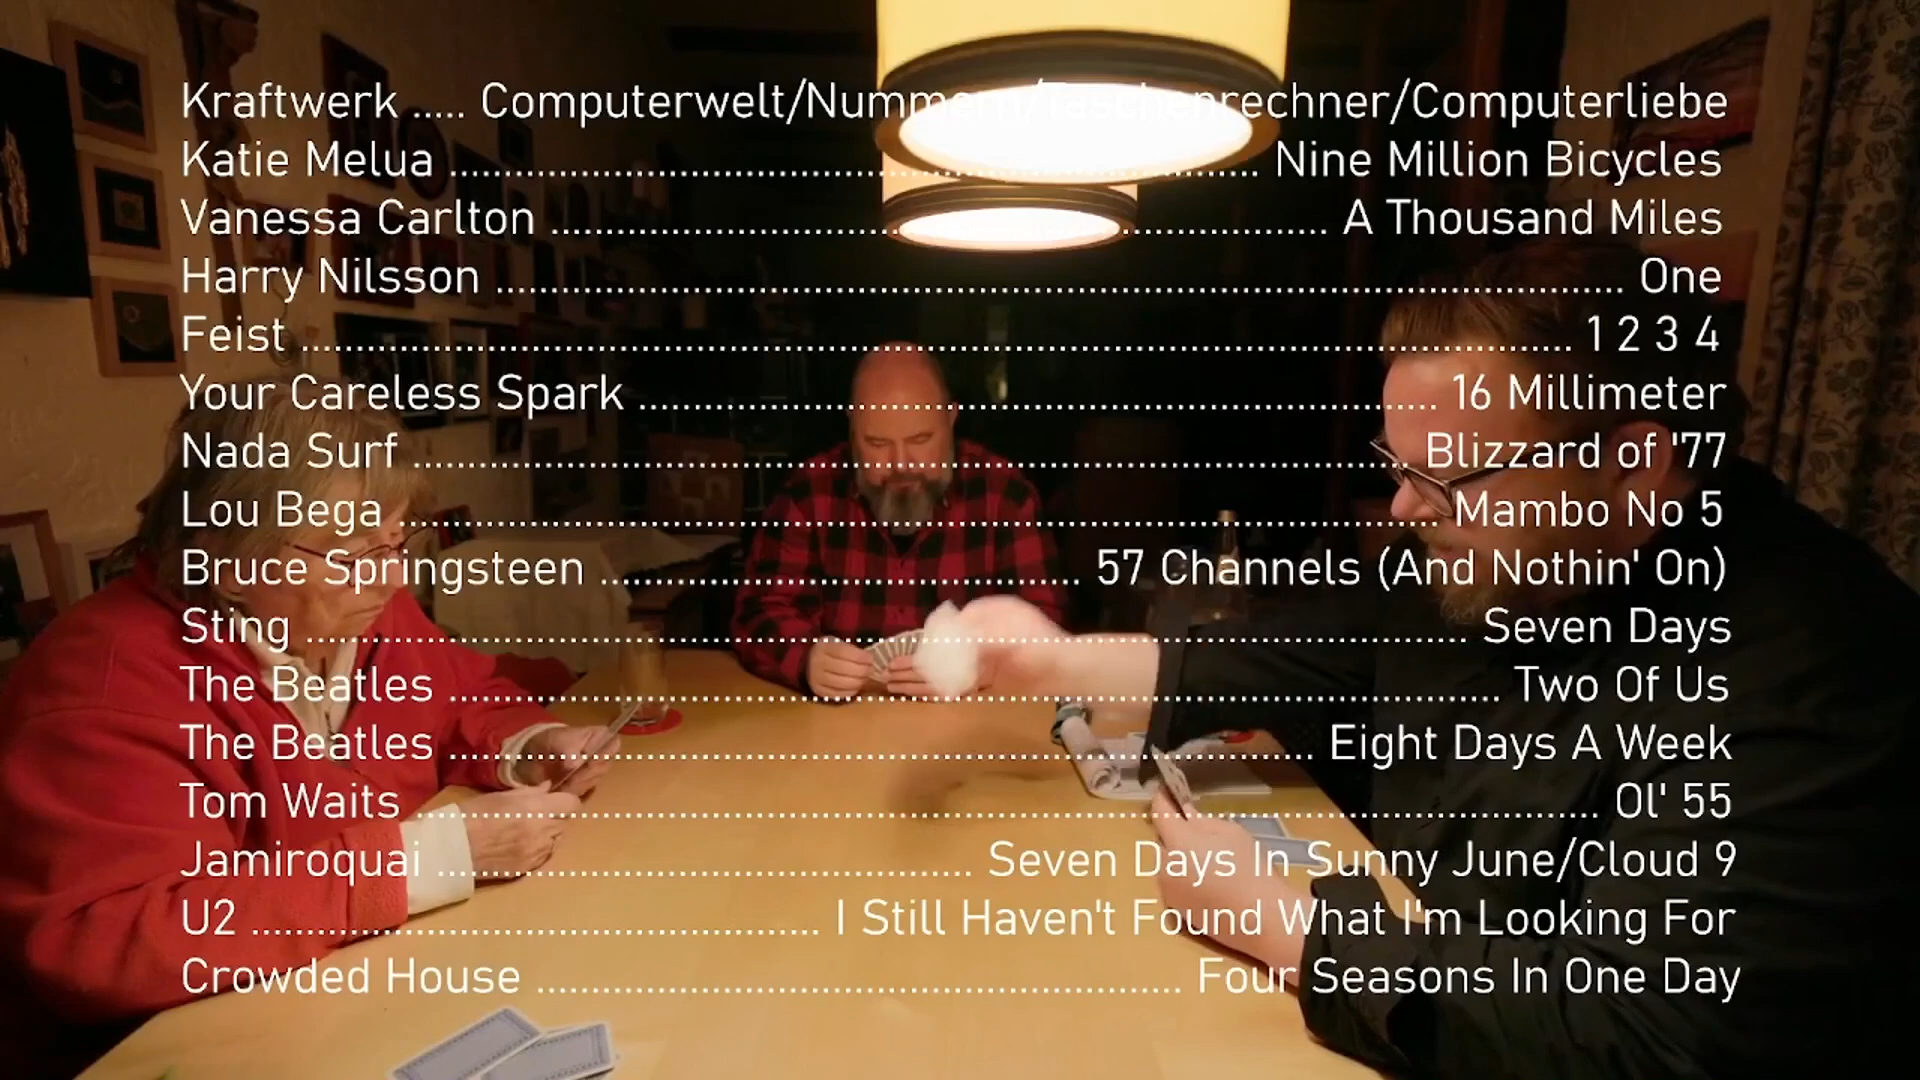 Kraftwerk ..... Computerwelt/Nummern/Taschenrechner/Computerliebe
Katie Melua ........................................................................ Nine Million Bicycles
Vanessa Carlton ..................................................................... A Thousand Miles
Harry Nilsson .................................................................................................... One
Feist ................................................................................................................. 1 2 3 4
Your Careless Spark ....................................................................... 16 Millimeter
Nada Surf ........................................................................................ Blizzard of '77
Lou Bega ............................................................................................ Mambo No 5
Bruce Springsteen ........................................... 57 Channels (And Nothin' On)
Sting ....................................................................................................... Seven Days
The Beatles ............................................................................................. Two Of Us
The Beatles ............................................................................. Eight Days A Week
Tom Waits ......................................................................................................... Ol' 55
Jamiroquai ................................................ Seven Days In Sunny June/Cloud 9
U2 .................................................. I Still Haven't Found What I'm Looking For
Crowded House ......................................................... Four Seasons In One Day